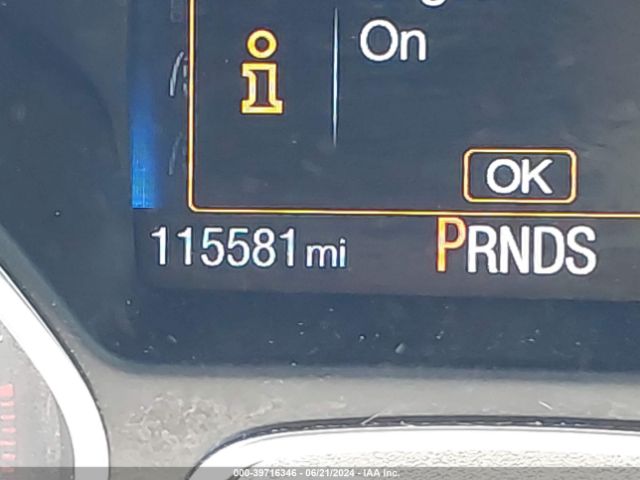 On
OK
115581 mi
PRNDS
000-39716346 - 06/21/2024 - IAA Inc.